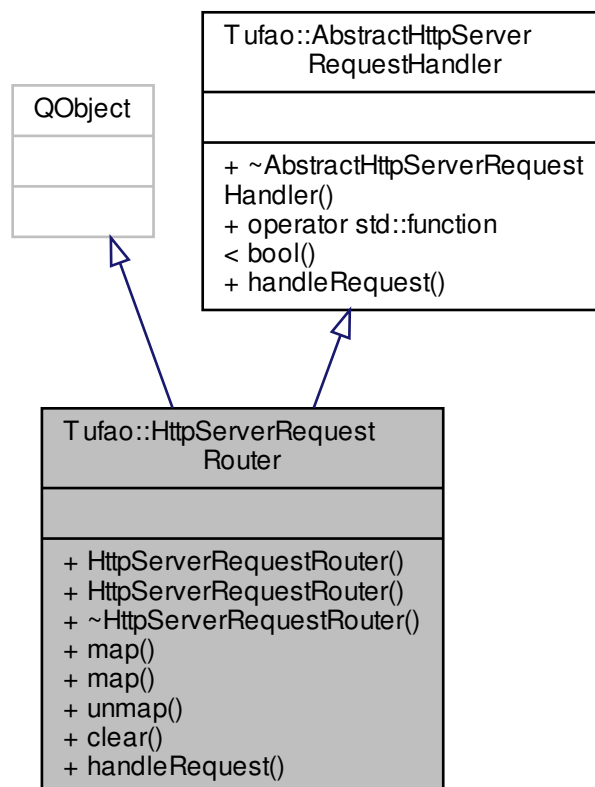 Tufao::AbstractHttpServer
RequestHandler
QObject
+ ~AbstractHttpServerRequest
Handler()
+ operator std::function
< bool()
+ handleRequest()
Tufao::HttpServerRequest
Router
+ HttpServerRequestRouter()
+ HttpServerRequestRouter()
+ ~HttpServerRequestRouter()
+ map()
+ map()
+ unmap()
+ clear()
+ handleRequest()